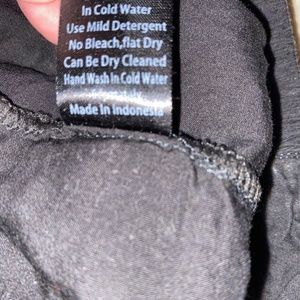 In Cold Water
Use Mild Detergent
No Bleach,flat Dry
Can Be Dry Cleaned
Hand Wash In Cold Water
Made In Indonesia